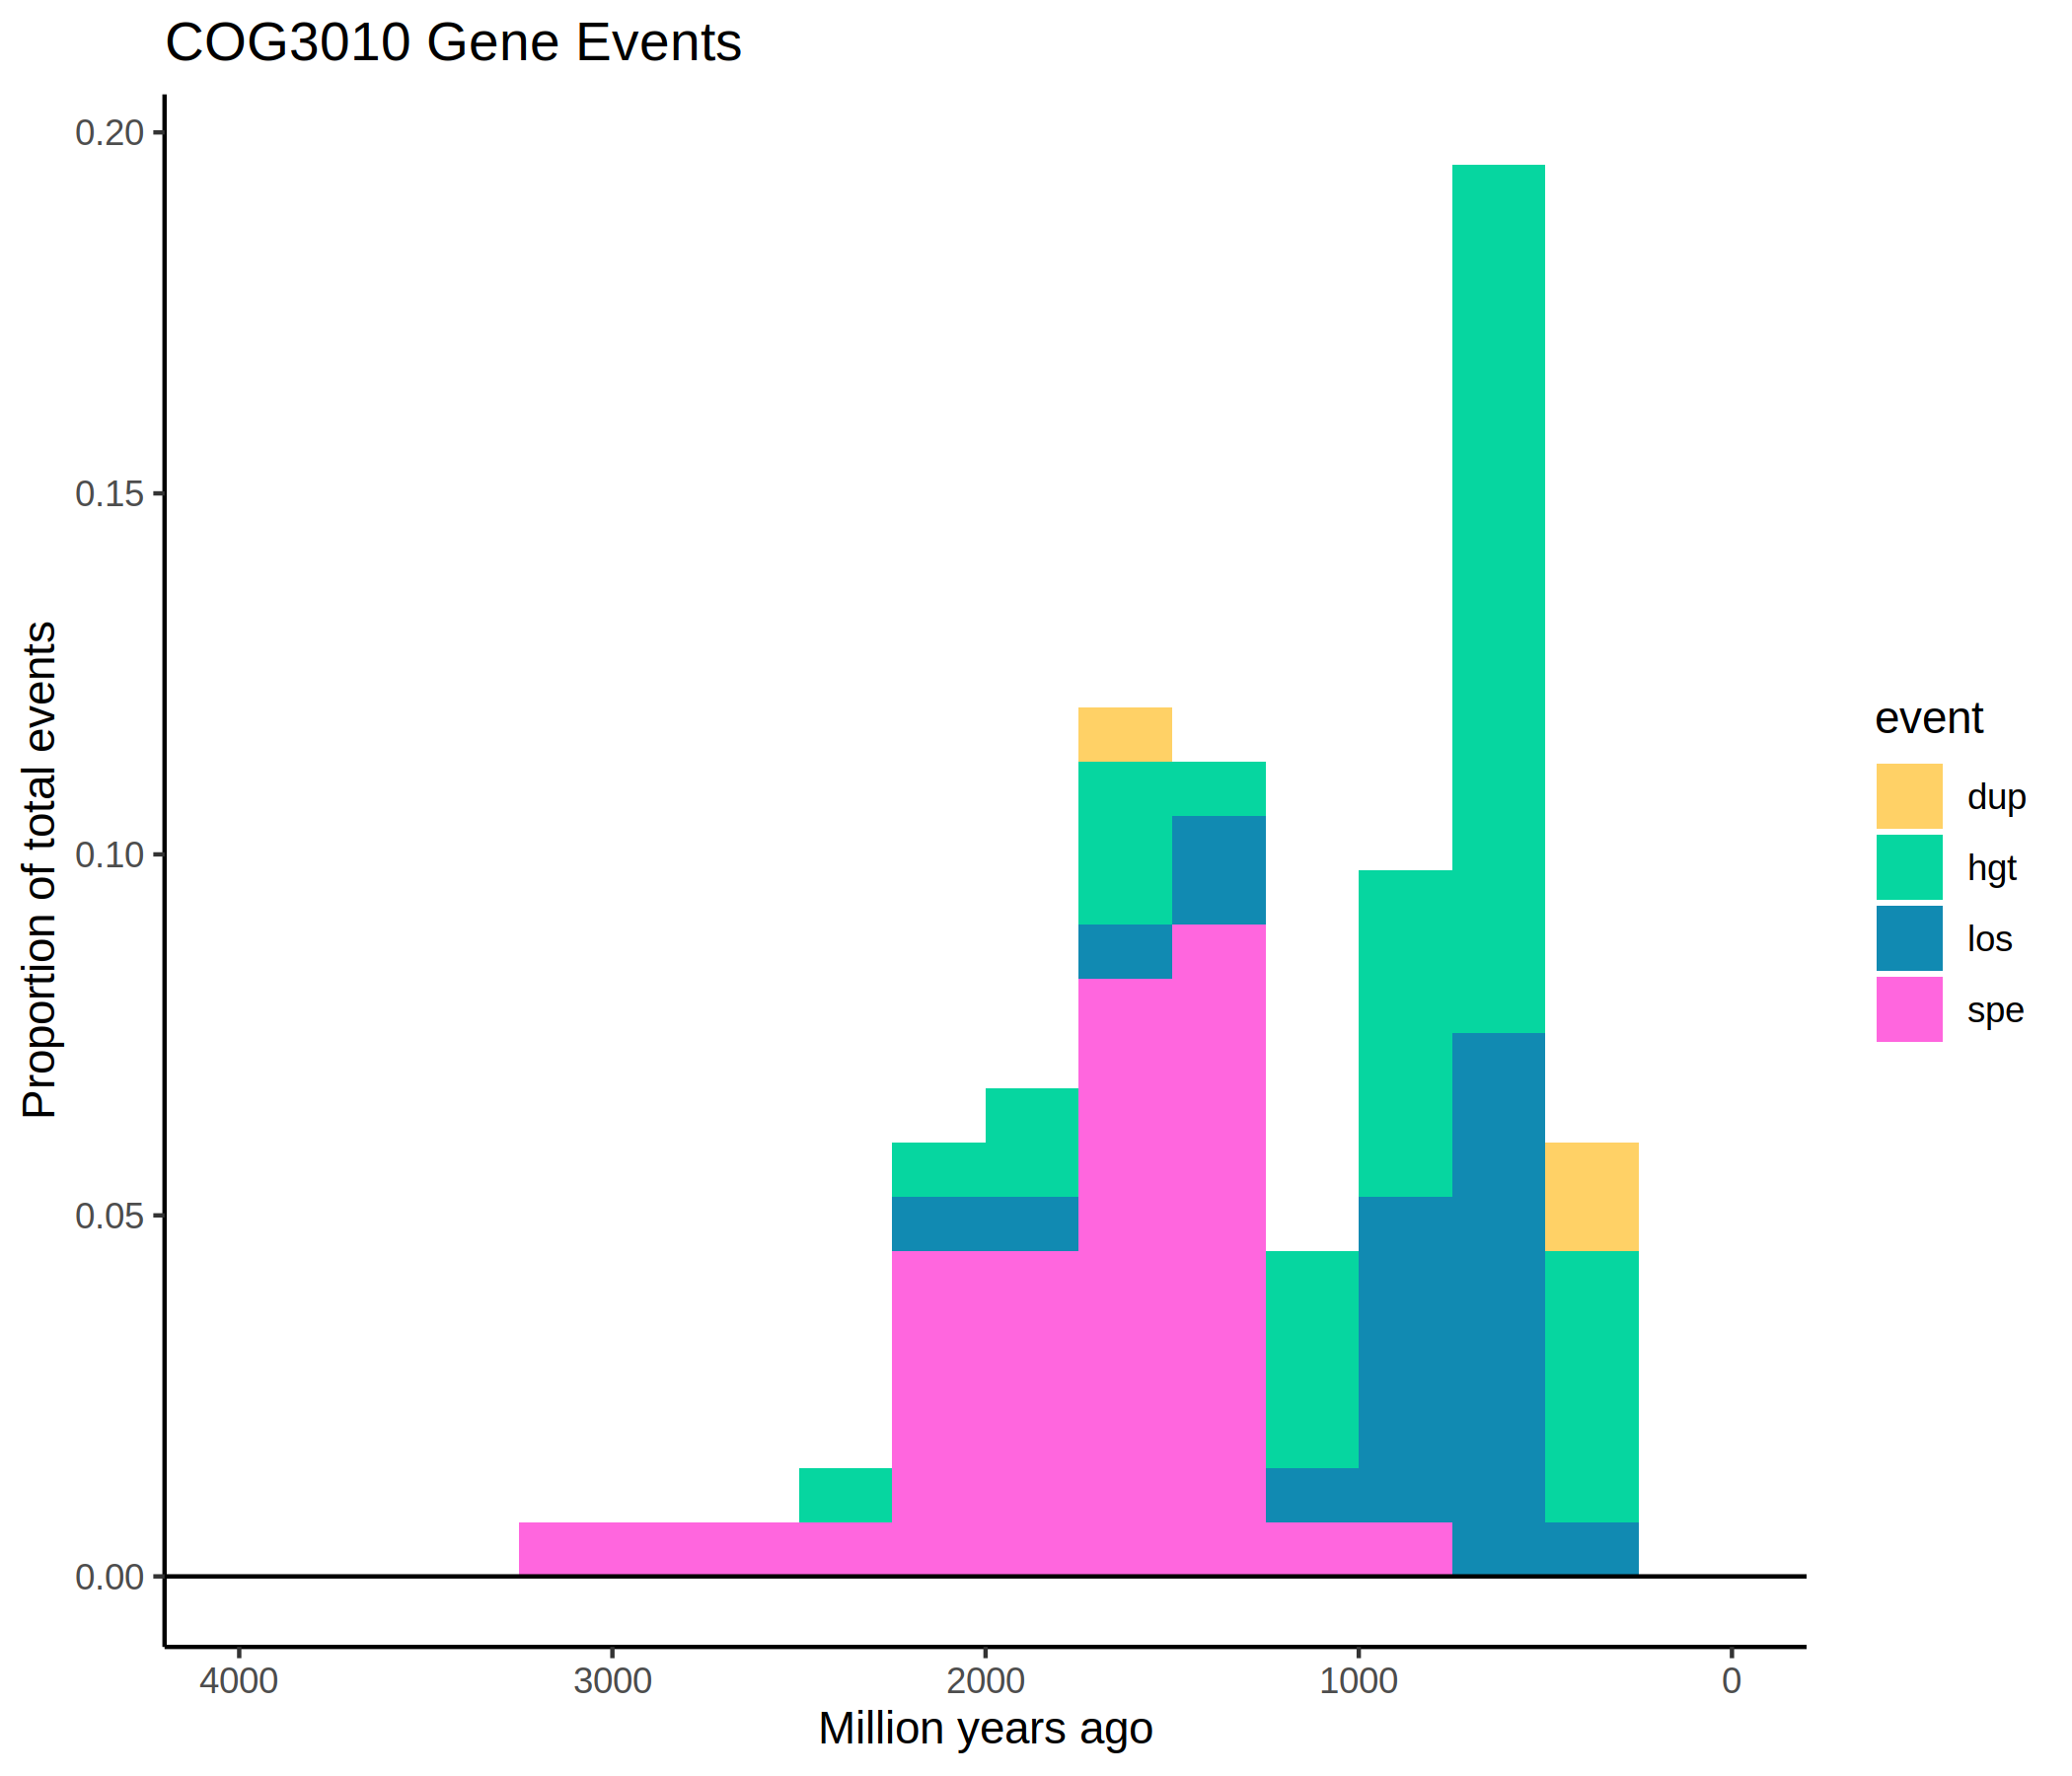 COG3010 Gene Events
0.20
0.15
0.10
0.05
0.00
Proportion of total events
4000 3000 2000 1000 0
Million years ago
event
dup
hgt
los
spe